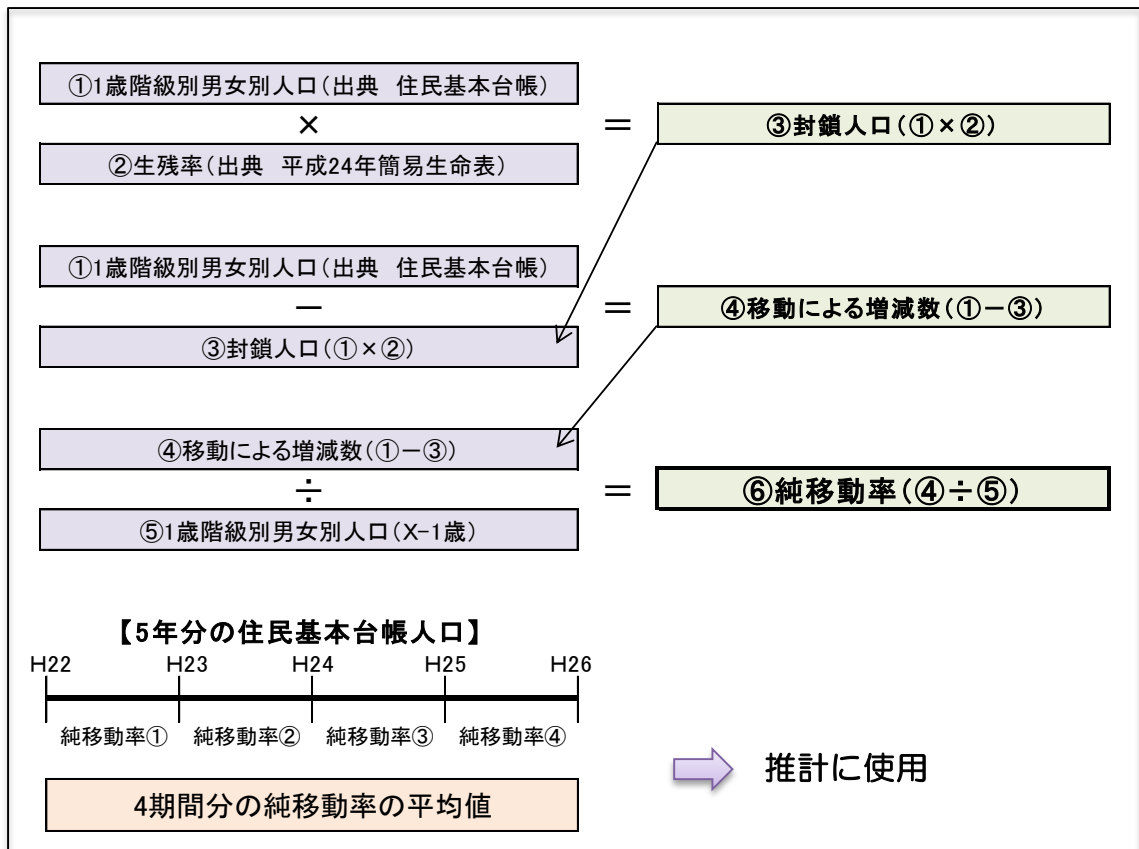 ①1歳階級別男女別人口(出典　住民基本台帳)
×
②生残率(出典　平成24年簡易生命表)
＝
③封鎖人口(①×②)
①1歳階級別男女別人口(出典　住民基本台帳)
－
③封鎖人口(①×②)
＝
④移動による増減数(①－③)
④移動による増減数(①－③)
÷
⑤1歳階級別男女別人口(X-1歳)
＝
⑥純移動率(④÷⑤)
【5年分の住民基本台帳人口】
H22 H23 H24 H25 H26
純移動率① 純移動率② 純移動率③ 純移動率④
4期間分の純移動率の平均値
推計に使用